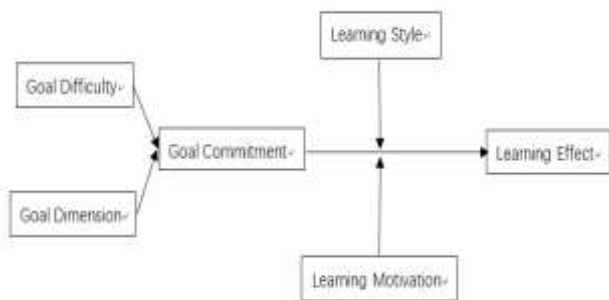 Learning Style
Goal Difficulty
Goal Commitment
Learning Effect
Goal Dimension
Learning Motivation